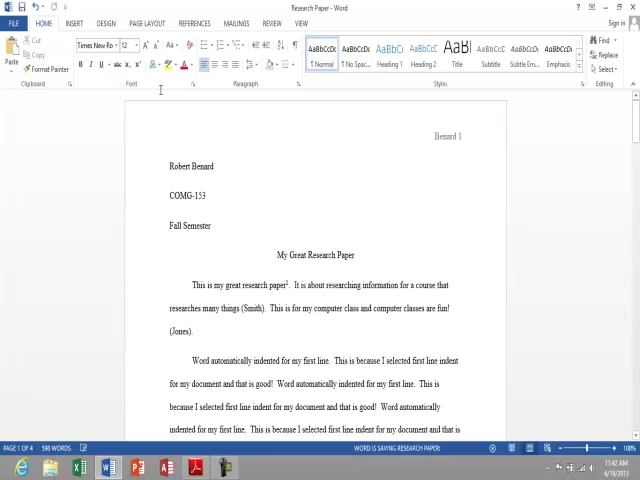 Research Paper - Word
FILE HOME INSERT DESIGN PAGE LAYOUT REFERENCES MAILINGS REVIEW VIEW Sign in
Paste
Cut
Copy
Format Painter
Times New Ro 12
Clipboard Font Paragraph Styles Editing
AaBbCcDc AaBbCcDc AaBbCc AaBbCcC AaBl AaBbCcD AaBbCcDc AaBbCcDc
¶ Normal ¶ No Spac... Heading 1 Heading 2 Title Subtitle Subtle Em... Emphasis
Find
Replace
Select
Benard 1
Robert Benard
COMG-153
Fall Semester
My Great Research Paper
This is my great research paper¹. It is about researching information for a course that
researches many things (Smith). This is for my computer class and computer classes are fun!
(Jones).
Word automatically indented for my first line. This is because I selected first line indent
for my document and that is good! Word automatically indented for my first line. This is
because I selected first line indent for my document and that is good! Word automatically
indented for my first line. This is because I selected first line indent for my document and that is
PAGE 1 OF 4 598 WORDS WORD IS SAVING RESEARCH PAPER: 100%
11:42 AM
6/19/2013